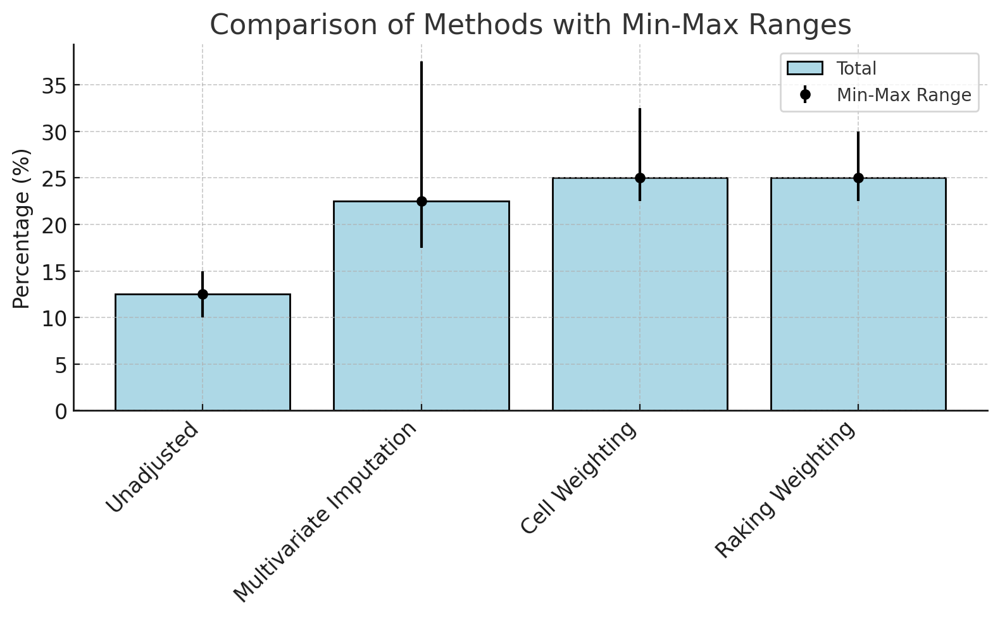 Comparison of Methods with Min-Max Ranges
Total
Min-Max Range
Percentage (%)
35
30
25
20
15
10
5
0
Unadjusted
Multivariate Imputation
Cell Weighting
Raking Weighting